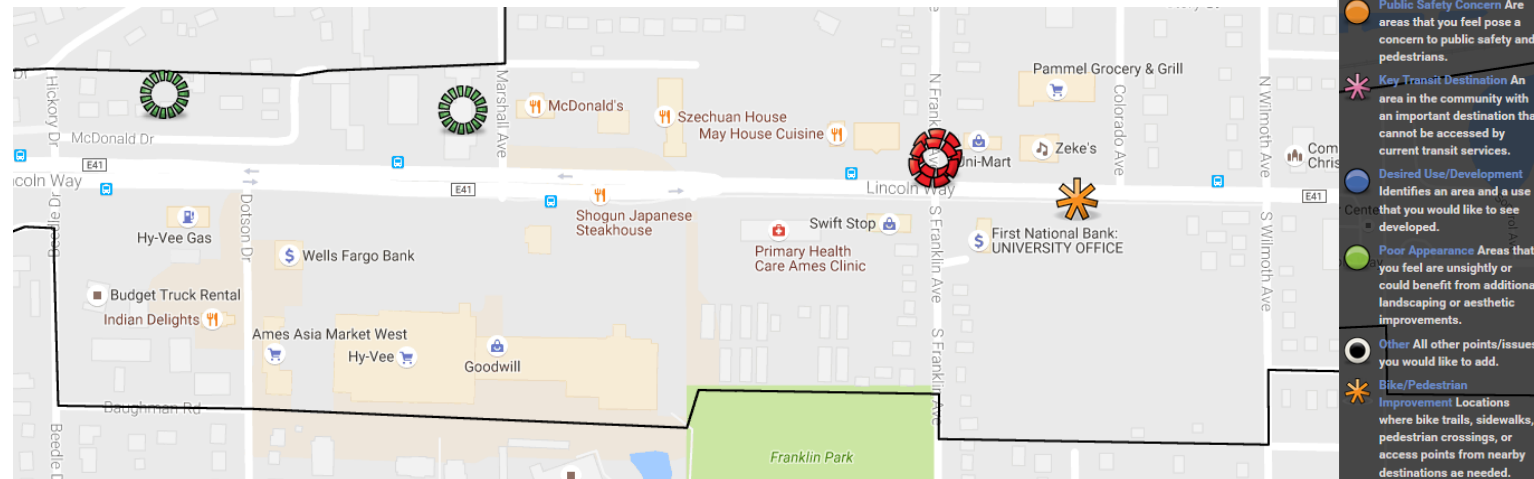 Pammel Grocery & Grill
McDonald's
Szechuan House
May House Cuisine
Hickory Dr
Marshall Ave
N Wilmoth Ave
Colorado Ave
McDonald Dr
Uni-Mart
Zeke's
Com
Chris
E41
E41
E41
Lincoln Way
Shogun Japanese
Steakhouse
Dotson Dr
Hy-Vee Gas
Swift Stop
First National Bank:
UNIVERSITY OFFICE
Primary Health
Care Ames Clinic
Wells Fargo Bank
S Franklin Ave
S Wilmoth Ave
Budget Truck Rental
Indian Delights
Ames Asia Market West
Hy-Vee
Goodwill
S Franklin Ave
Baughman Rd
Beedle D
Franklin Park
Public Safety Concern Are
areas that you feel pose a
concern to public safety and
pedestrians.
Key Transit Destination An
area in the community with
an important destination tha
cannot be accessed by
current transit services.
Desired Use/Development
Identifies an area and a use
that you would like to see
developed.
Poor Appearance Areas that
you feel are unsightly or
could benefit from additiona
landscaping or aesthetic
improvements.
Other All other points/issues
you would like to add.
Bike/Pedestrian
Improvement Locations
where bike trails, sidewalks,
pedestrian crossings, or
access points from nearby
destinations ae needed.